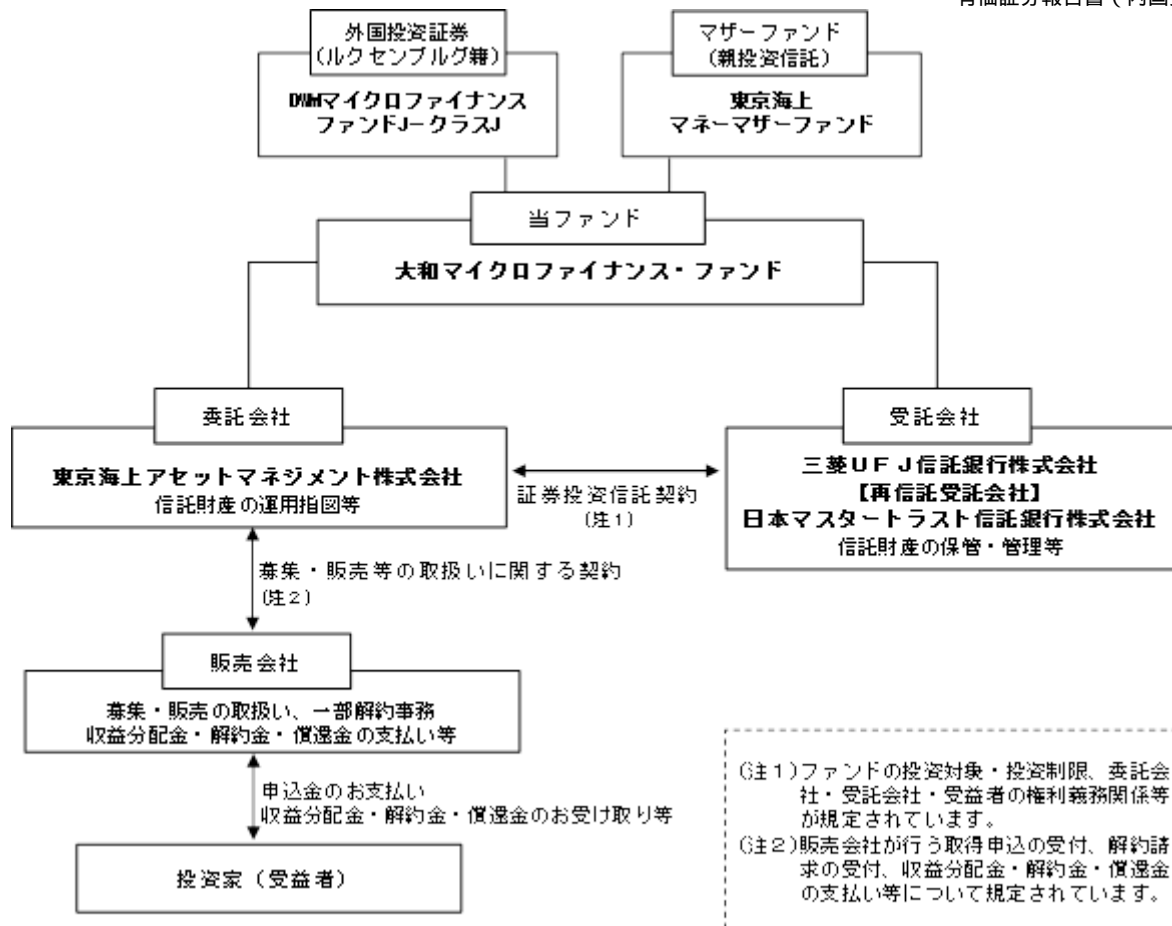 有価証券報告書（内国
外国投資証券
(ルクセンブルグ籍)
DWMマイクロファイナンス
ファンドJークラスJ
マザーファンド
(親投資信託)
東京海上
マネーマザーファンド
当ファンド
大和マイクロファイナンス・ファンド
委託会社
東京海上アセットマネジメント株式会社
信託財産の運用指図等
証券投資信託契約
(注1)
受託会社
三菱UFJ信託銀行株式会社
【再信託受託会社】
日本マスタートラスト信託銀行株式会社
信託財産の保管・管理等
募集・販売等の取扱いに関する契約
(注2)
販売会社
募集・販売の取扱い、一部解約事務
収益分配金・解約金・償還金の支払い等
申込金のお支払い
収益分配金・解約金・償還金のお受け取り等
投資家（受益者）
(注1)ファンドの投資対象・投資制限、委託会
社・受託会社・受益者の権利義務関係等
が規定されています。
(注2)販売会社が行う取得申込の受付、解約請
求の受付、収益分配金・解約金・償還金
の支払い等について規定されています。